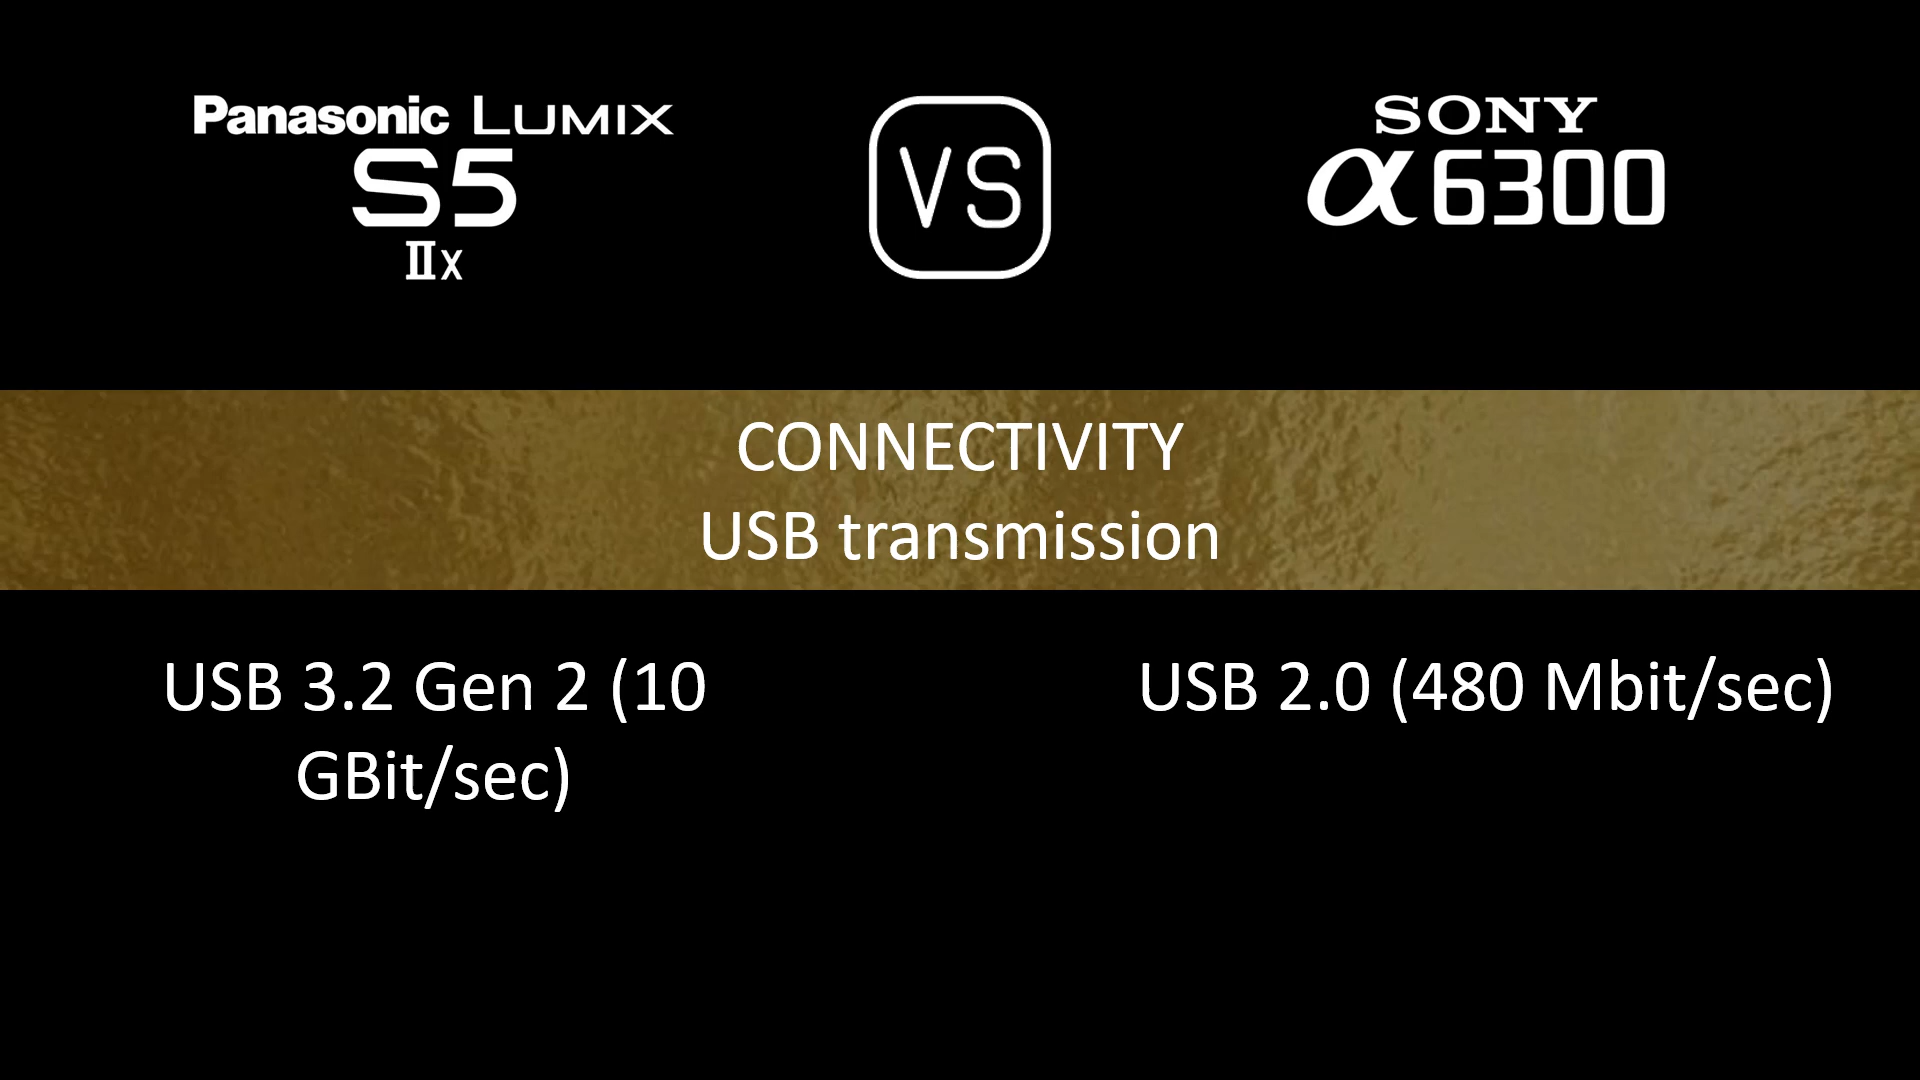 Panasonic LUMIX
S5
IIx
VS
SONY
α6300
CONNECTIVITY
USB transmission
USB 3.2 Gen 2 (10
GBit/sec)
USB 2.0 (480 Mbit/sec)